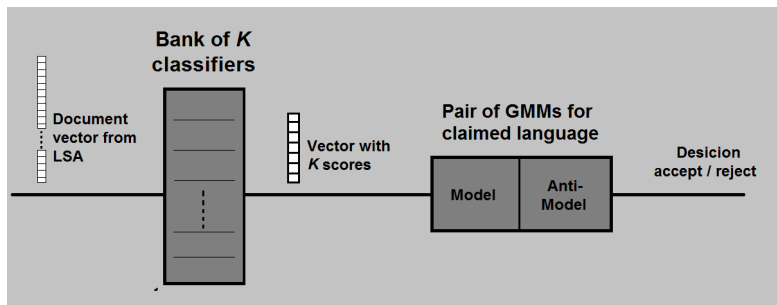 Bank of K
classifiers
Document
vector from
LSA
Vector with
K scores
Pair of GMMs for
claimed language
Model
Anti-
Model
Desicion
accept / reject